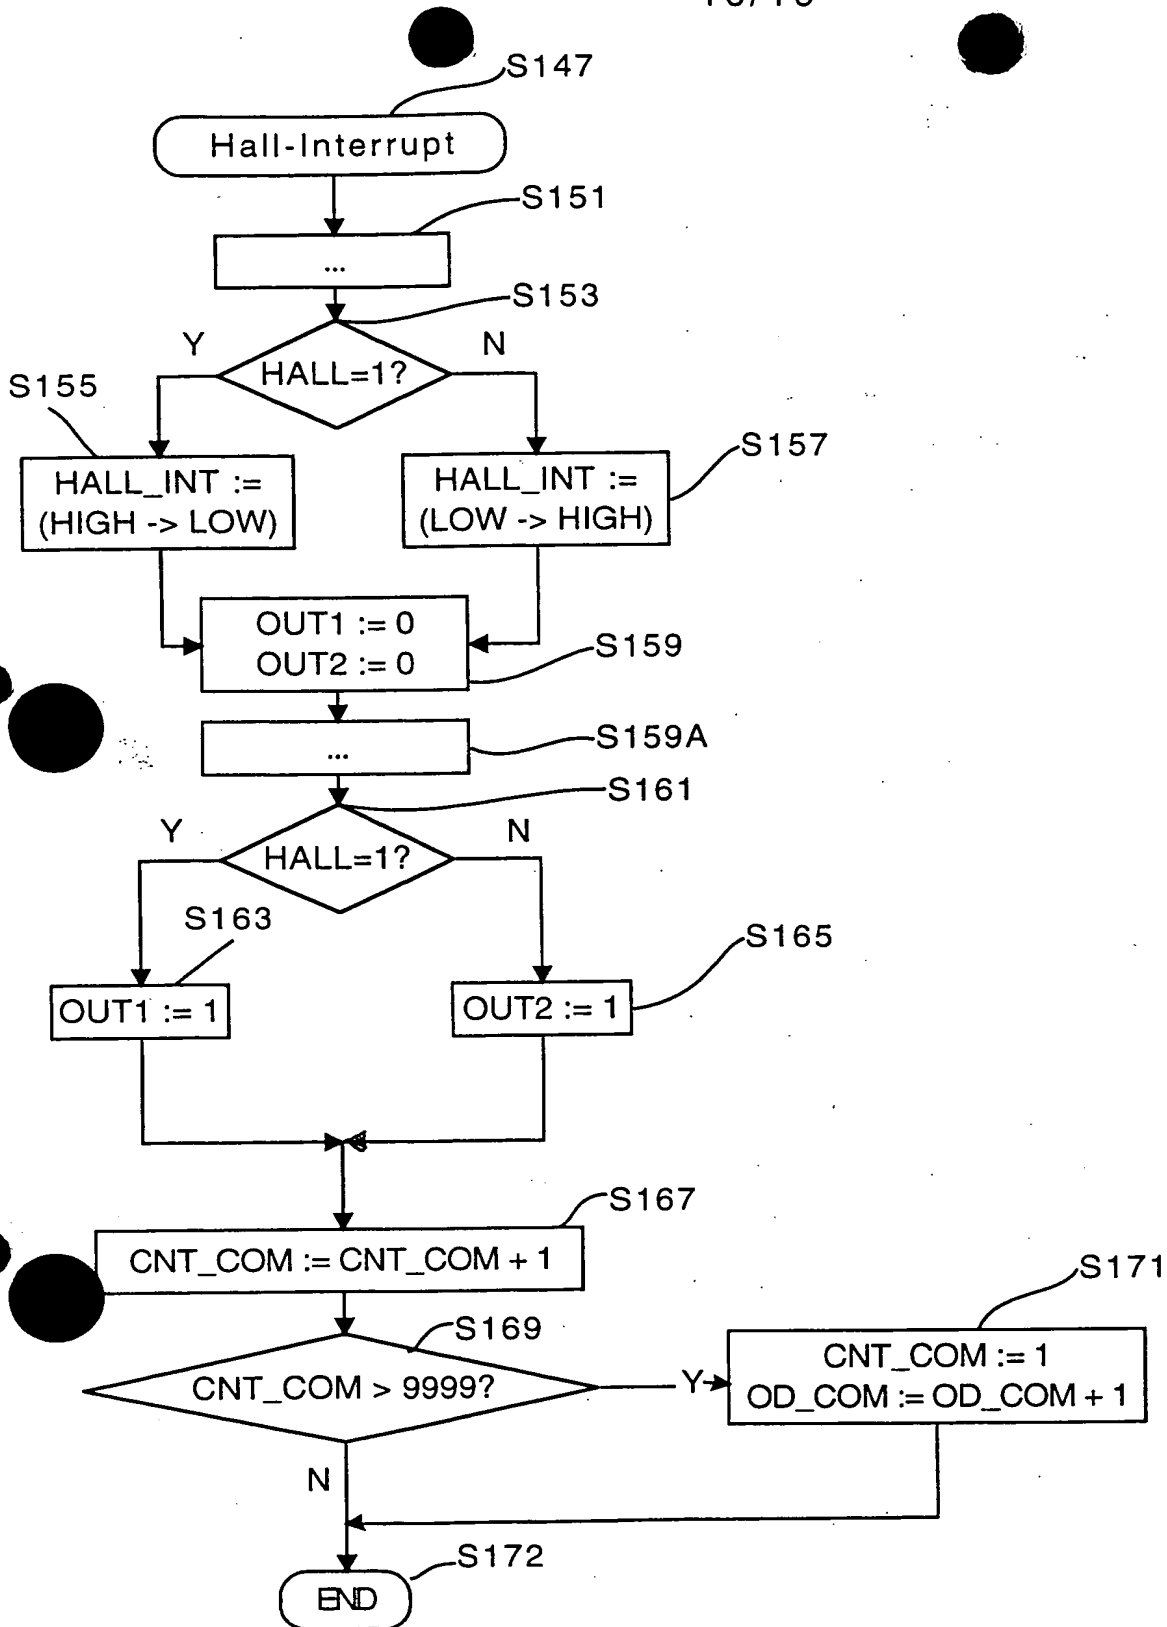 S147
Hall-Interrupt
S151
...
S153
Y
N
HALL=1?
S155
S157
HALL_INT :=
(HIGH -> LOW)
HALL_INT :=
(LOW -> HIGH)
OUT1 := 0
OUT2 := 0
S159
...
S159A
S161
Y
N
HALL=1?
S163
S165
OUT1 := 1
OUT2 := 1
S167
CNT_COM := CNT_COM + 1
S171
S169
CNT_COM > 9999?
Y
CNT_COM := 1
OD_COM := OD_COM + 1
N
S172
END